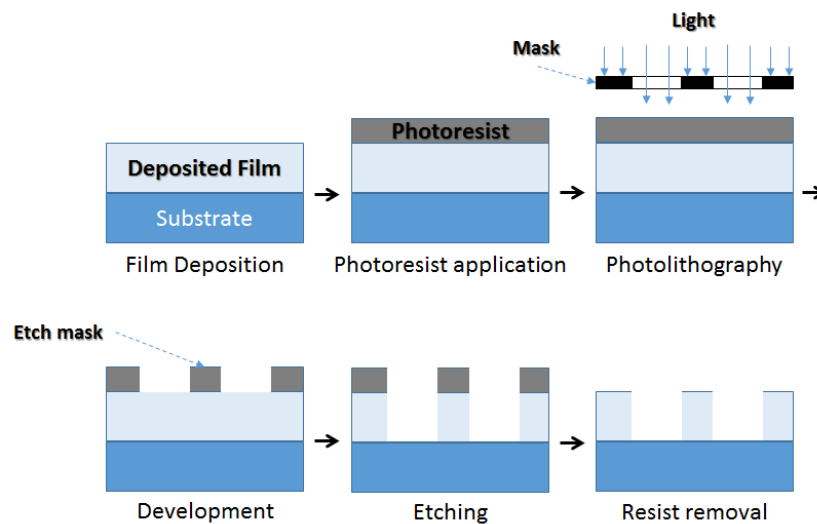 Light
Mask
Photoresist
Deposited Film
Substrate
Film Deposition
Photoresist application
Photolithography
Etch mask
Development
Etching
Resist removal